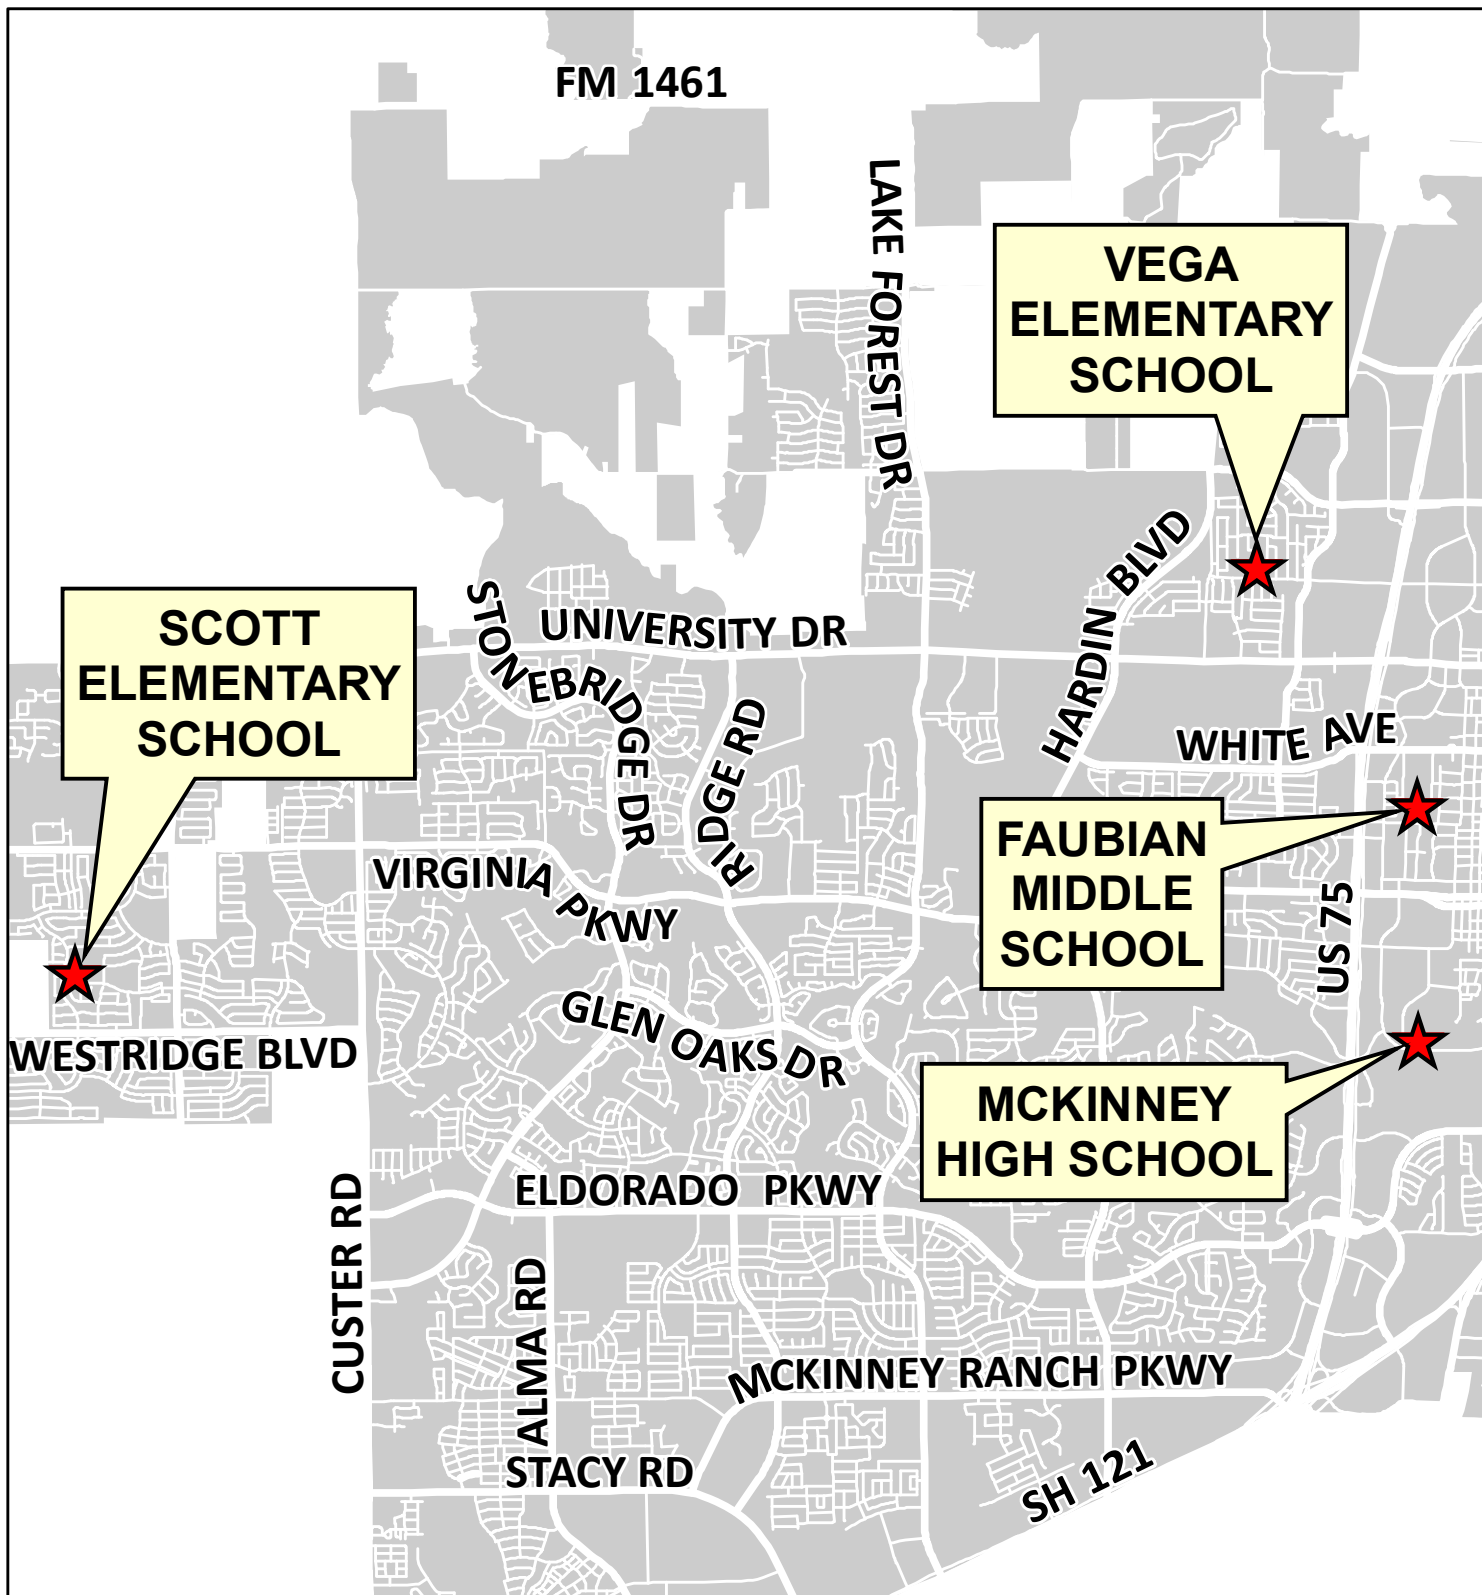 FM 1461
LAKE FOREST DR
VEGA
ELEMENTARY
SCHOOL
HARDIN BLVD
SCOTT
ELEMENTARY
SCHOOL
STONEBRIDGE DR
UNIVERSITY DR
RIDGE RD
WHITE AVE
FAUBIAN
MIDDLE
SCHOOL
VIRGINIA PKWY
US 75
GLEN OAKS DR
WESTRIDGE BLVD
MCKINNEY
HIGH SCHOOL
ELDORADO PKWY
CUSTER RD
ALMA RD
MCKINNEY RANCH PKWY
STACY RD
SH 121